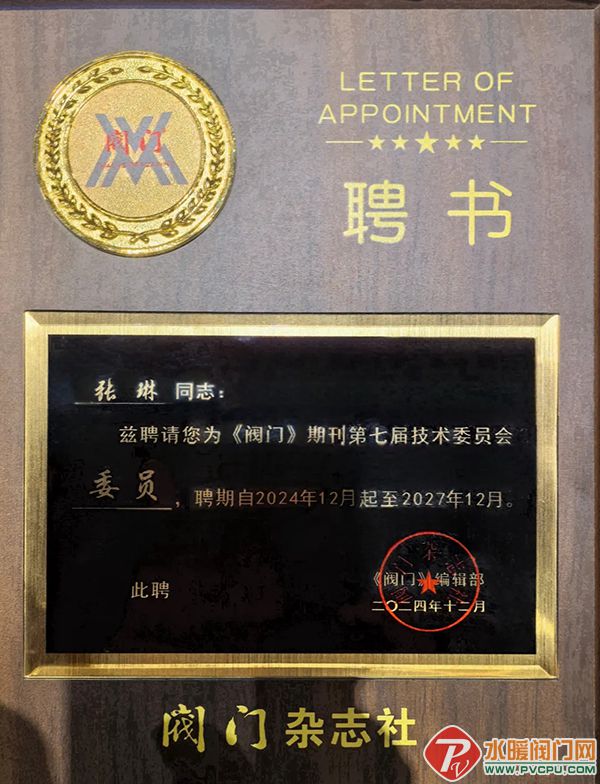 阀门
LETTER OF
APPOINTMENT
聘书
张琳 同志：
兹聘请您为《阀门》期刊第七届技术委员会
委员，聘期自2024年12月起至2027年12月。
此聘
《阀门》编辑部
二〇二四年十二月
阀门杂志社
水暖阀门网
www.PVCPU.com